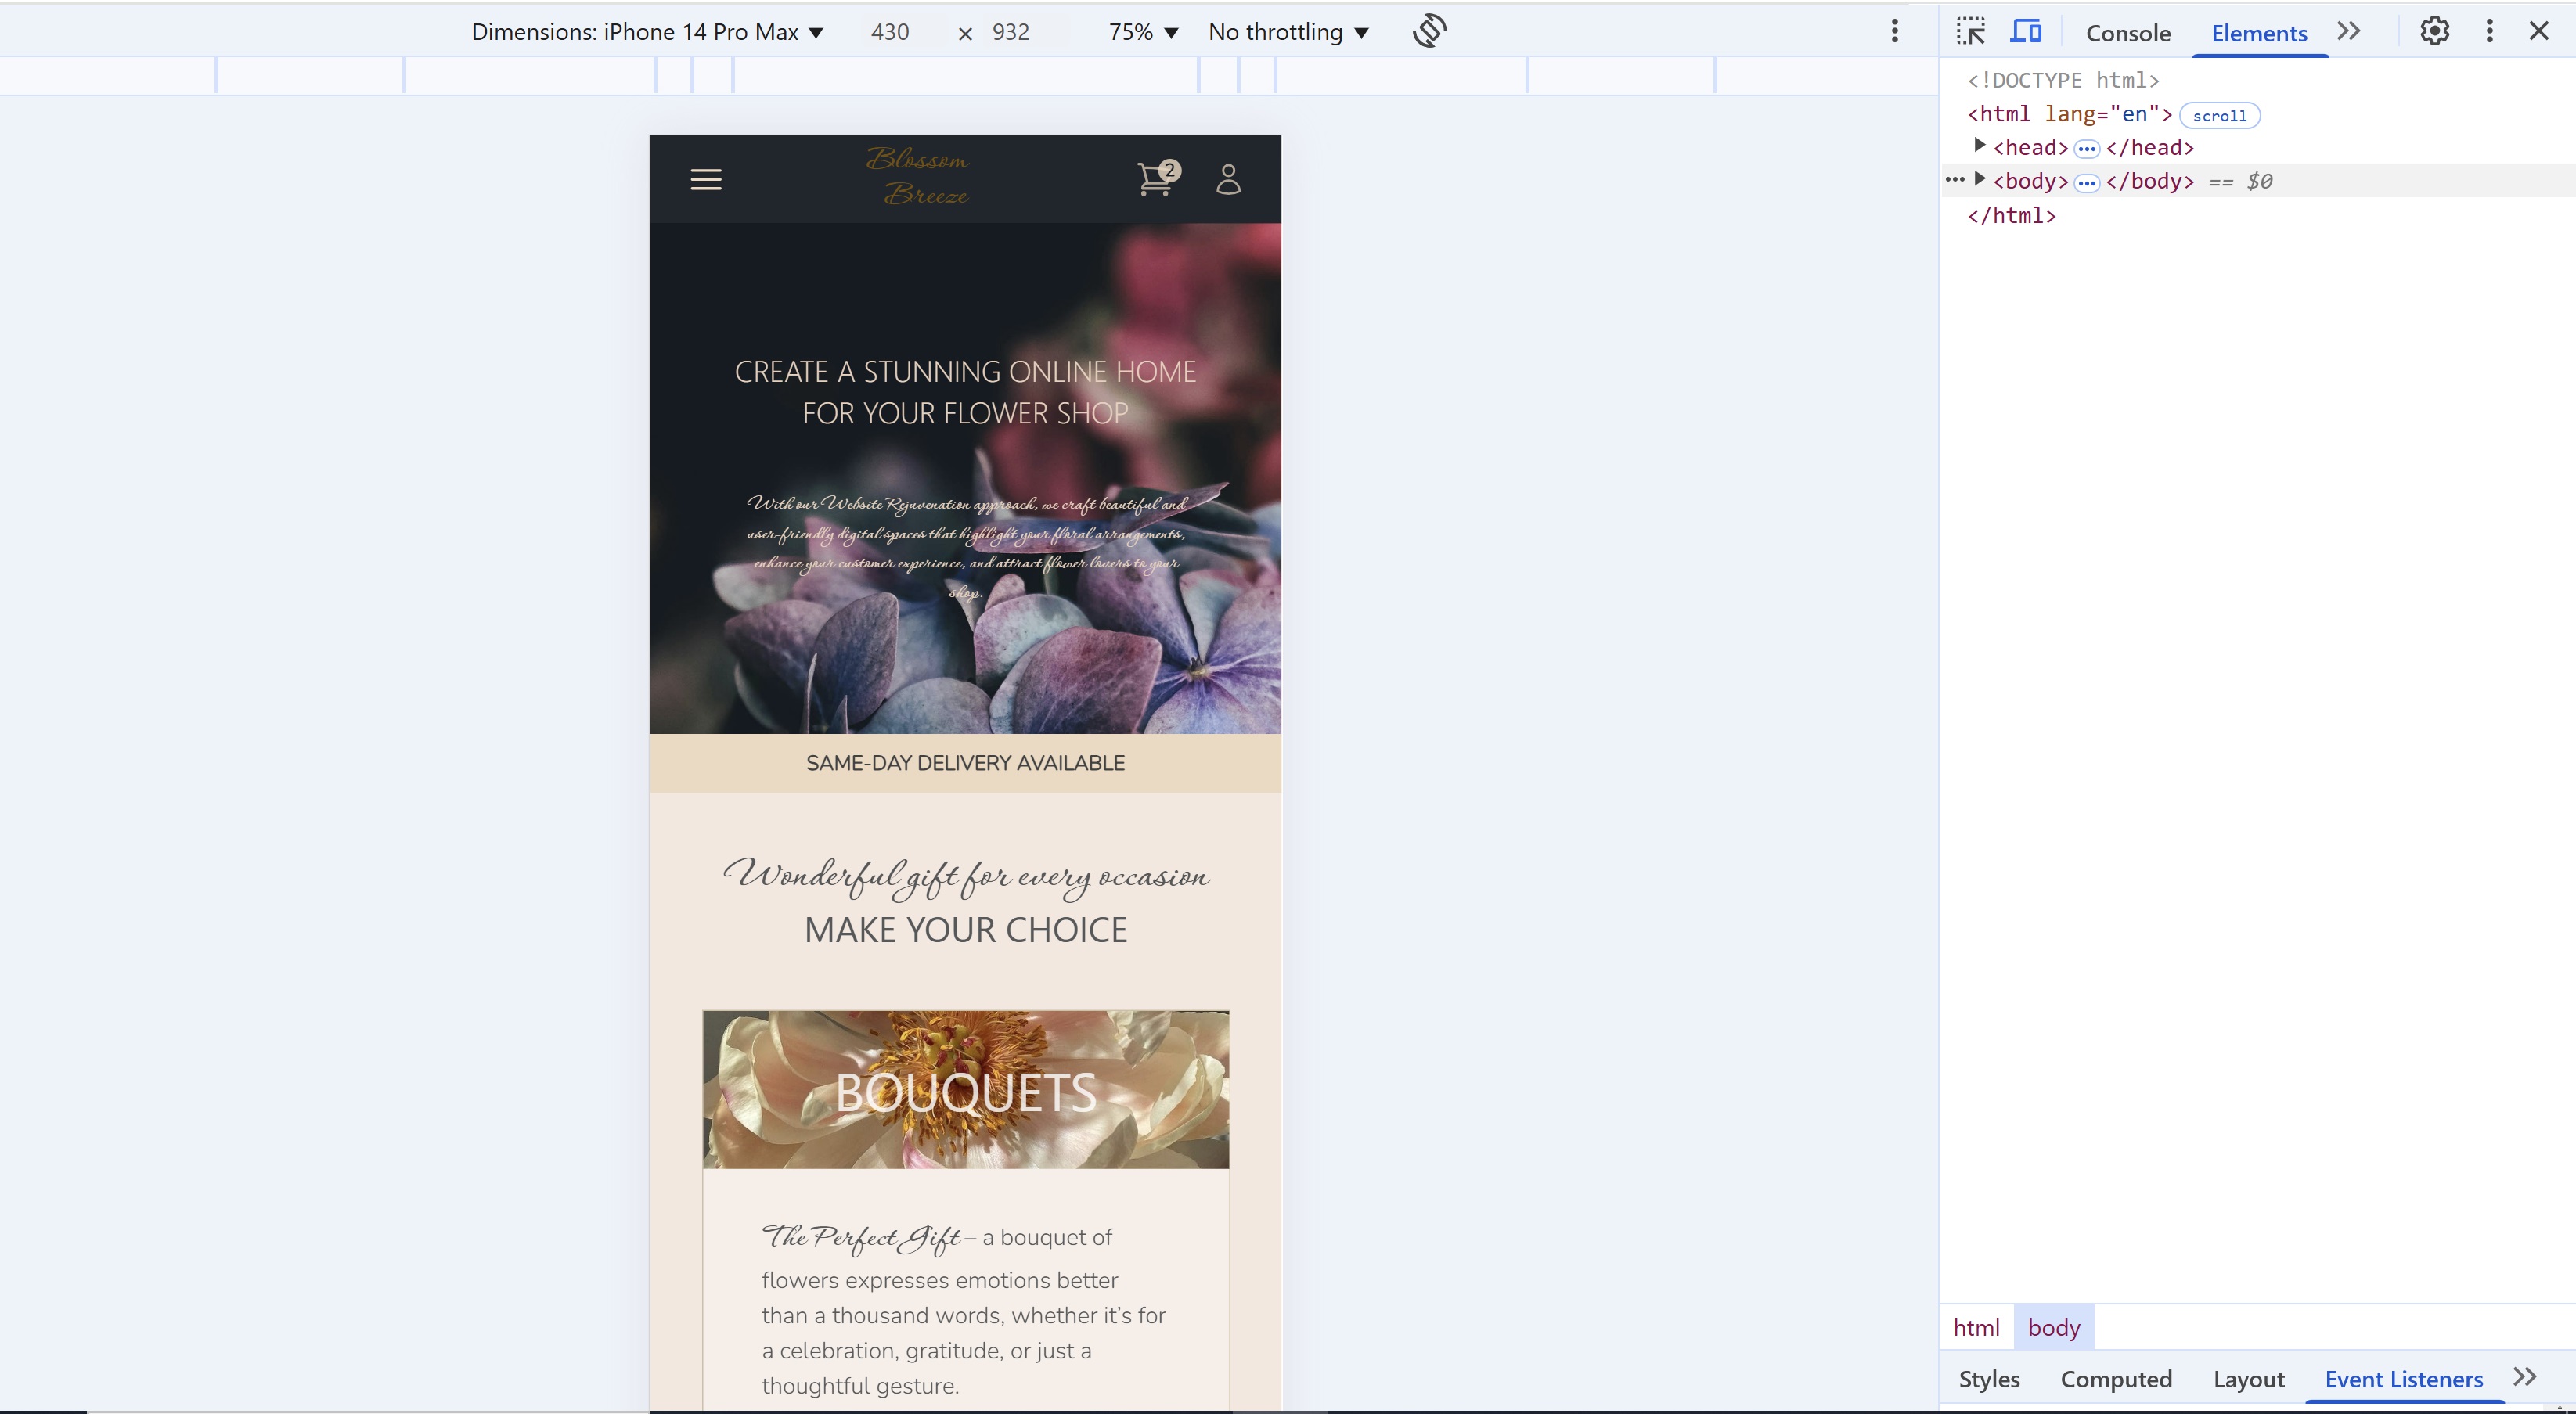 Dimensions: iPhone 14 Pro Max ▼ 430 × 932 75% ▼ No throttling ▼
Console Elements
<!DOCTYPE html>
<html lang="en"> scroll
<head> ••• </head>
••• <body> ••• </body> == $0
</html>
Blossom
Breeze
2
CREATE A STUNNING ONLINE HOME
FOR YOUR FLOWER SHOP
With our Website Rejuvenation approach, we craft beautiful and
user-friendly digital spaces that highlight your floral arrangements,
enhance your customer experience, and attract flower lovers to your
shop.
SAME-DAY DELIVERY AVAILABLE
Wonderful gift for every occasion
MAKE YOUR CHOICE
BOUQUETS
The Perfect Gift – a bouquet of
flowers expresses emotions better
than a thousand words, whether it’s for
a celebration, gratitude, or just a
thoughtful gesture.
html body
Styles Computed Layout Event Listeners